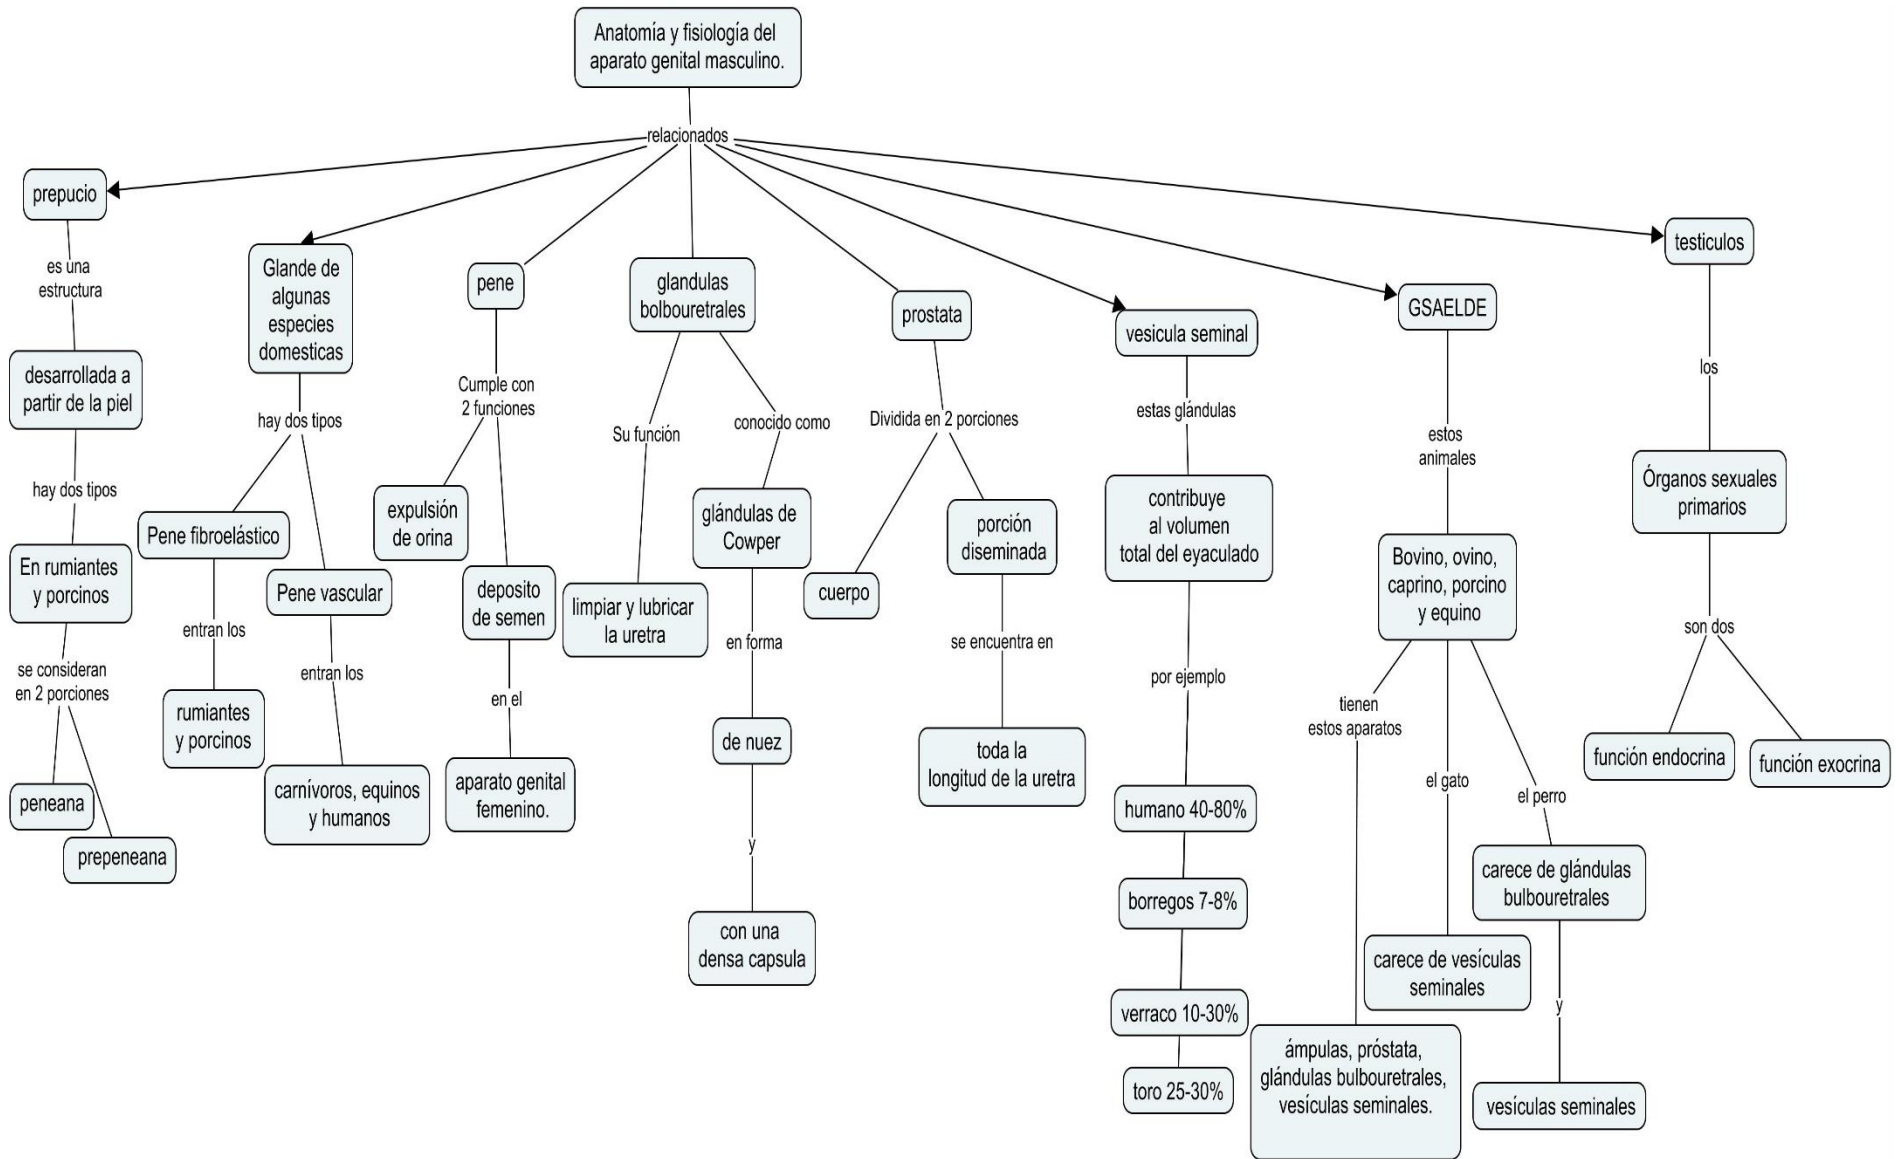 Anatomía y fisiología del
aparato genital masculino.
relacionados
prepucio
es una
estructura
desarrollada a
partir de la piel
hay dos tipos
En rumiantes
y porcinos
se consideran
en 2 porciones
peneana
prepeneana
Glande de
algunas
especies
domesticas
hay dos tipos
Pene fibroelástico
entran los
rumiantes
y porcinos
Pene vascular
entran los
carnívoros, equinos
y humanos
pene
Cumple con
2 funciones
expulsión
de orina
deposito
de semen
en el
aparato genital
femenino.
glandulas
bolbouretrales
Su función
limpiar y lubricar
la uretra
conocido como
glándulas de
Cowper
en forma
de nuez
y
con una
densa capsula
prostata
Dividida en 2 porciones
cuerpo
porción
diseminada
se encuentra en
toda la
longitud de la uretra
vesicula seminal
estas glándulas
contribuye
al volumen
total del eyaculado
por ejemplo
humano 40-80%
borregos 7-8%
verraco 10-30%
toro 25-30%
GSAELDE
estos
animales
Bovino, ovino,
caprino, porcino
y equino
tienen
estos aparatos
ámpulas, próstata,
glándulas bulbouretrales,
vesículas seminales.
el gato
carece de vesículas
seminales
el perro
carece de glándulas
bulbouretrales
y
vesículas seminales
testiculos
los
Órganos sexuales
primarios
son dos
función endocrina
función exocrina